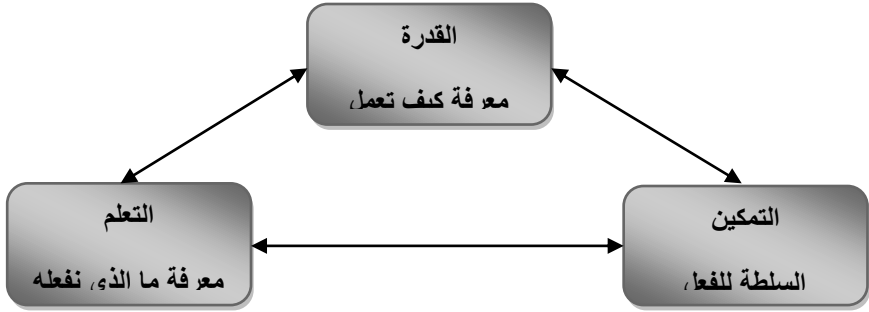 القدرة
معرفة كيف تعمل
التمكين
السلطة للفعل
التعلم
معرفة ما الذي نفعله